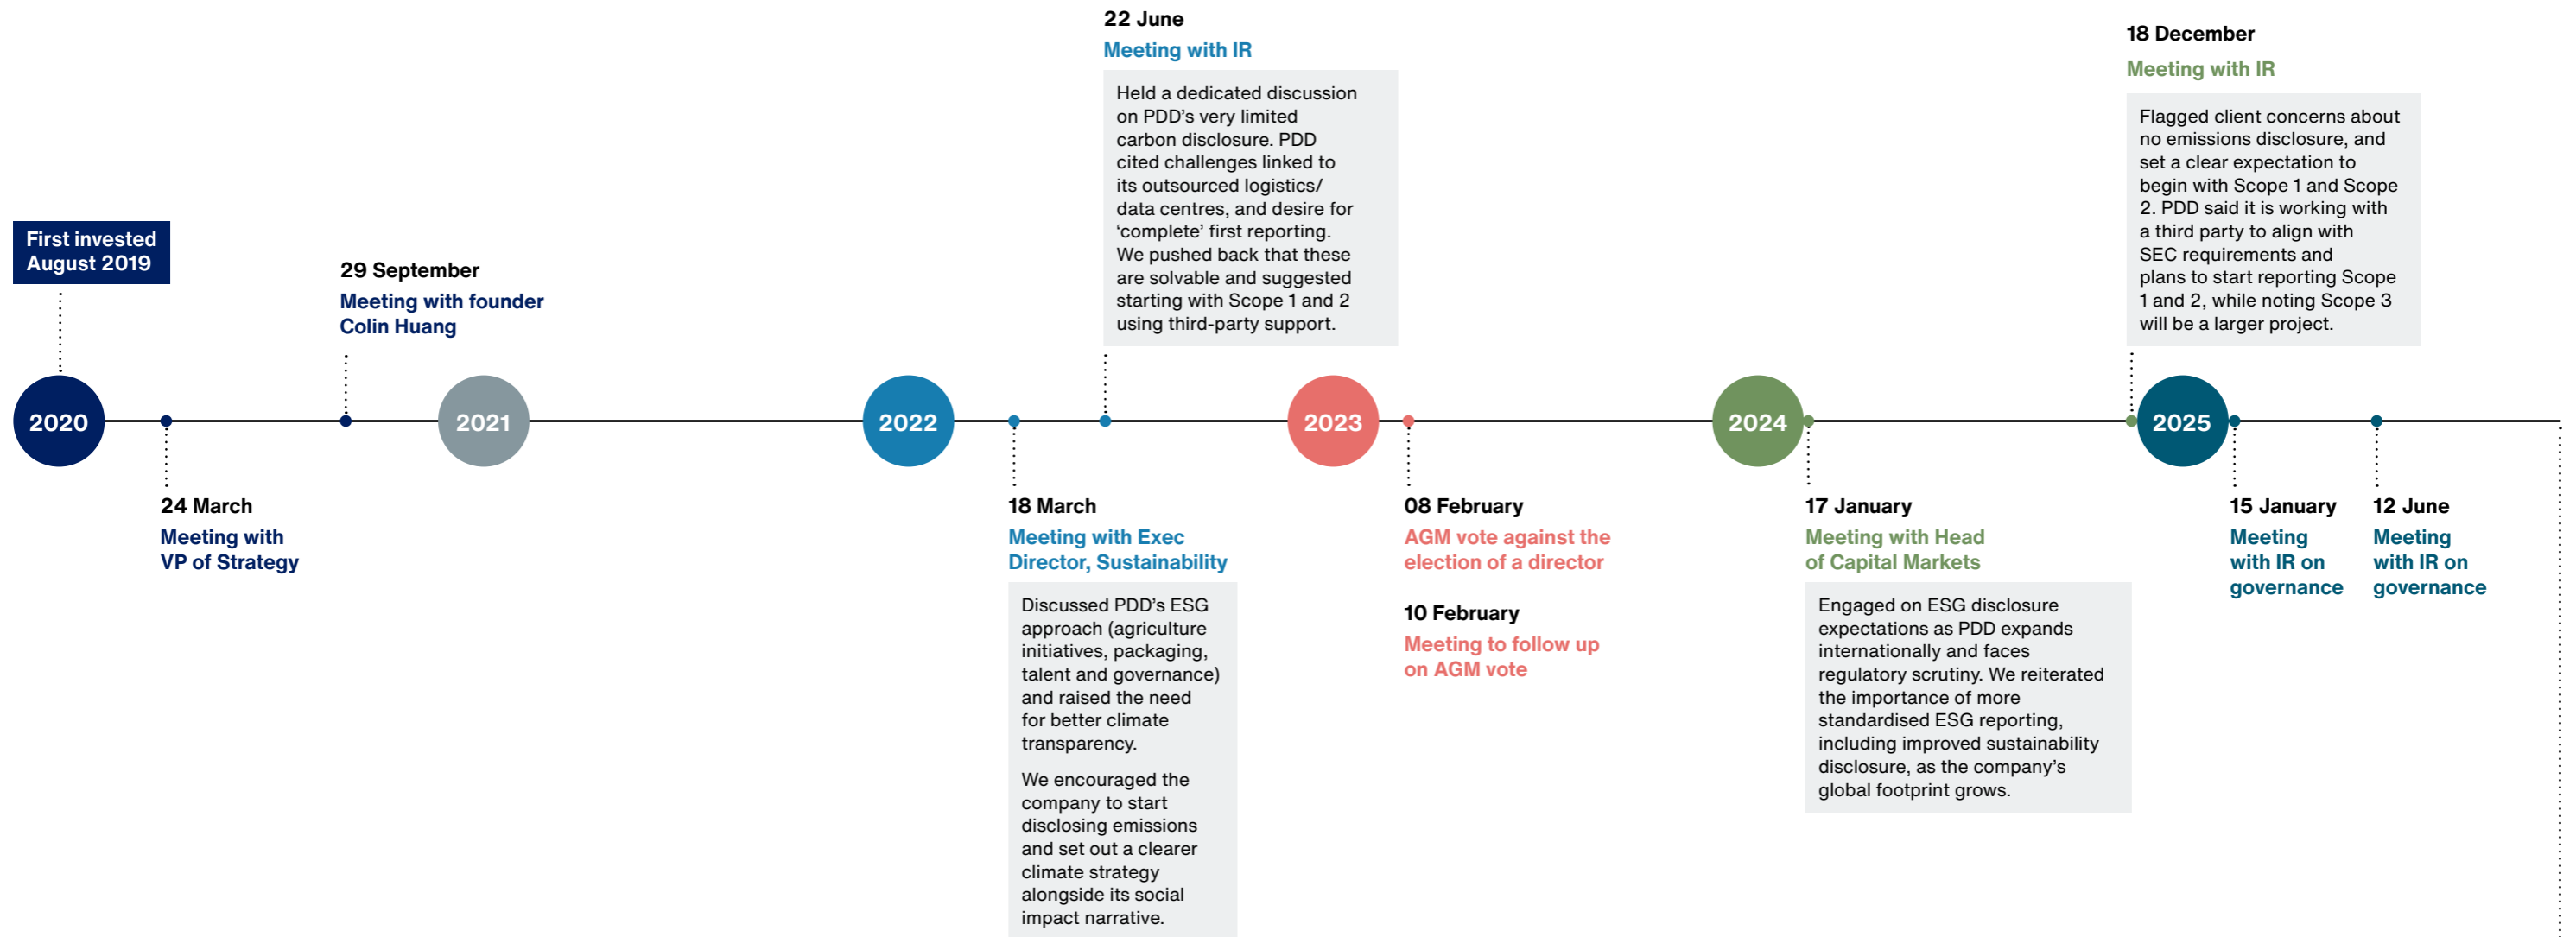 First invested
August 2019
2020
24 March
Meeting with
VP of Strategy
29 September
Meeting with founder
Colin Huang
2021
2022
18 March
Meeting with Exec
Director, Sustainability
Discussed PDD's ESG
approach (agriculture
initiatives, packaging,
talent and governance)
and raised the need
for better climate
transparency.
We encouraged the
company to start
disclosing emissions
and set out a clearer
climate strategy
alongside its social
impact narrative.
22 June
Meeting with IR
Held a dedicated discussion
on PDD's very limited
carbon disclosure. PDD
cited challenges linked to
its outsourced logistics/
data centres, and desire for
‘complete’ first reporting.
We pushed back that these
are solvable and suggested
starting with Scope 1 and 2
using third-party support.
2023
08 February
AGM vote against the
election of a director
10 February
Meeting to follow up
on AGM vote
2024
17 January
Meeting with Head
of Capital Markets
Engaged on ESG disclosure
expectations as PDD expands
internationally and faces
regulatory scrutiny. We reiterated
the importance of more
standardised ESG reporting,
including improved sustainability
disclosure, as the company's
global footprint grows.
18 December
Meeting with IR
Flagged client concerns about
no emissions disclosure, and
set a clear expectation to
begin with Scope 1 and Scope
2. PDD said it is working with
a third party to align with
SEC requirements and
plans to start reporting Scope
1 and 2, while noting Scope 3
will be a larger project.
2025
15 January
Meeting
with IR on
governance
12 June
Meeting
with IR on
governance